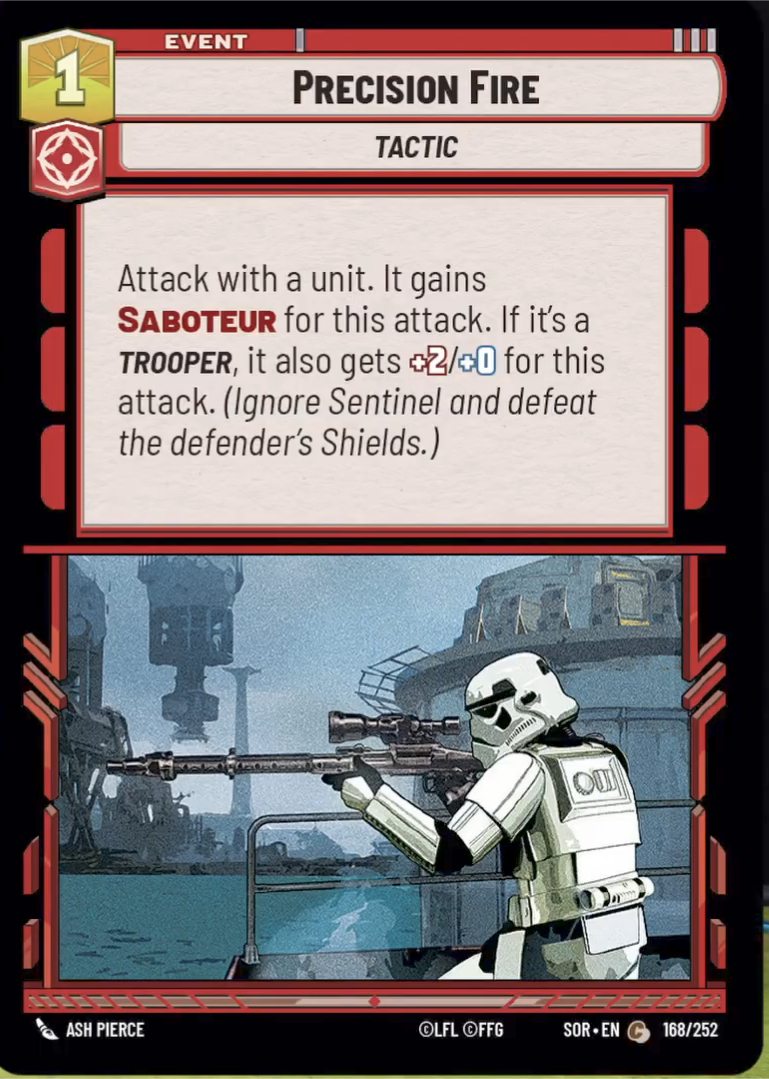 EVENT
1
PRECISION FIRE
TACTIC
Attack with a unit. It gains
SABOTEUR for this attack. If it's a
TROOPER, it also gets +2/+0 for this
attack. (Ignore Sentinel and defeat
the defender's Shields.)
ASH PIERCE ©LFL ©FFG SOR•EN C 168/252